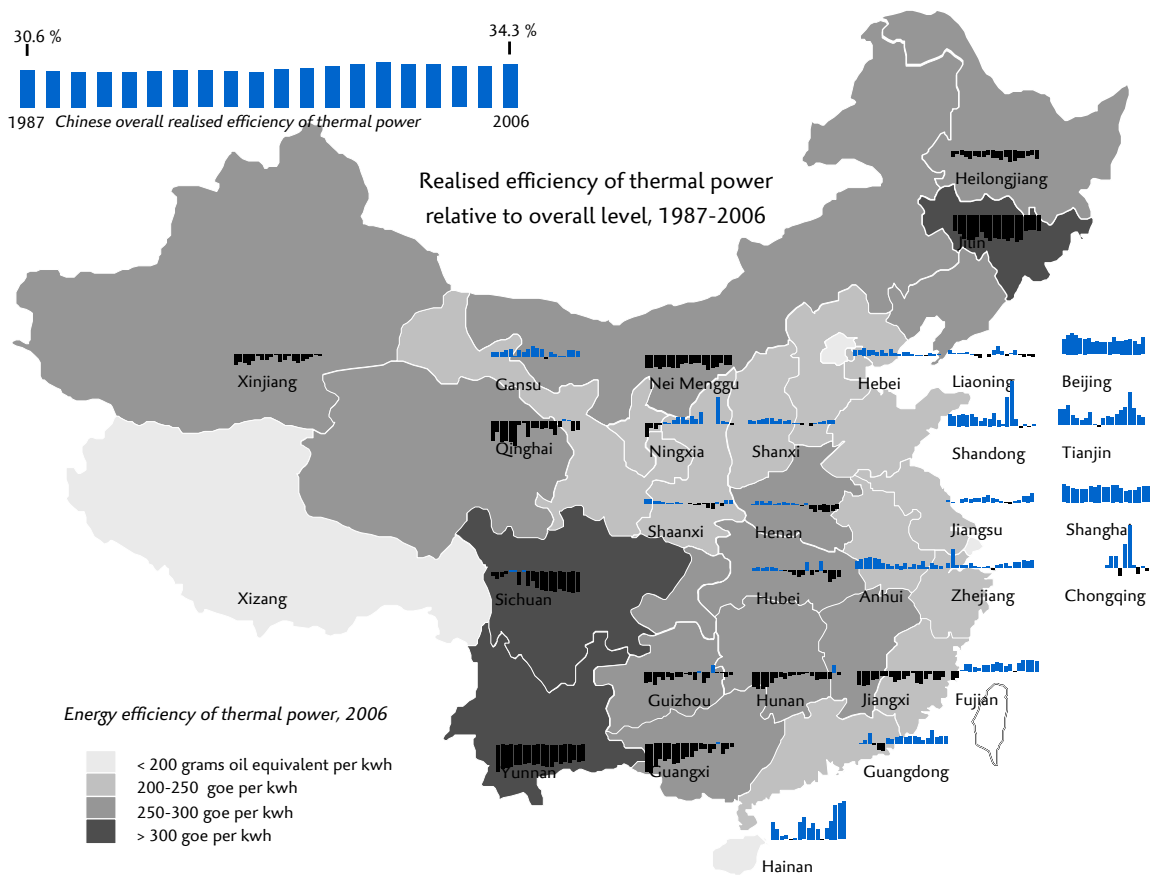 30.6 %
34.3 %
1987 Chinese overall realised efficiency of thermal power 2006
Realised efficiency of thermal power
relative to overall level, 1987-2006
Heilongjiang
Jilin
Xinjiang
Gansu
Nei Menggu
Hebei
Liaoning
Beijing
Qinghai
Ningxia
Shanxi
Shandong
Tianjin
Shaanxi
Henan
Jiangsu
Shanghai
Xizang
Sichuan
Hubei
Anhui
Zhejiang
Chongqing
Guizhou
Hunan
Jiangxi
Fujian
Yunnan
Guangxi
Guangdong
Hainan
Energy efficiency of thermal power, 2006
< 200 grams oil equivalent per kwh
200-250 goe per kwh
250-300 goe per kwh
> 300 goe per kwh